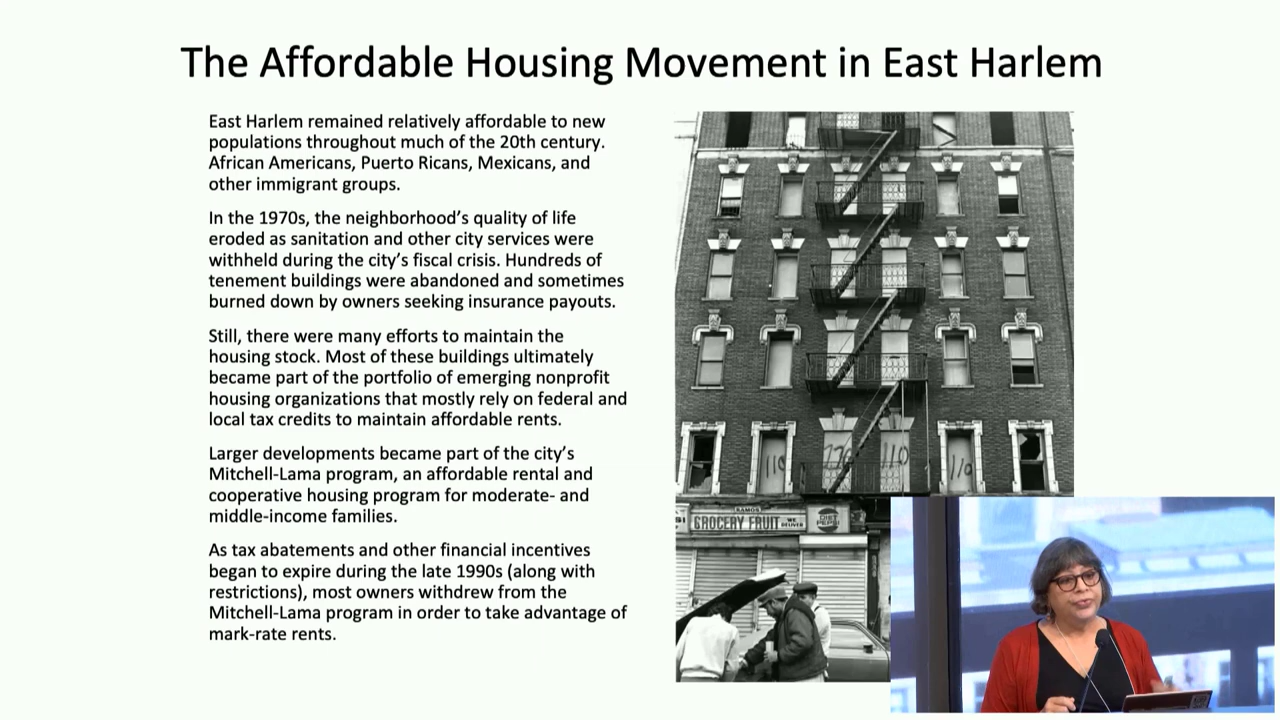 The Affordable Housing Movement in East Harlem
East Harlem remained relatively affordable to new
populations throughout much of the 20th century.
African Americans, Puerto Ricans, Mexicans, and
other immigrant groups.
In the 1970s, the neighborhood's quality of life
eroded as sanitation and other city services were
withheld during the city's fiscal crisis. Hundreds of
tenement buildings were abandoned and sometimes
burned down by owners seeking insurance payouts.
Still, there were many efforts to maintain the
housing stock. Most of these buildings ultimately
became part of the portfolio of emerging nonprofit
housing organizations that mostly rely on federal and
local tax credits to maintain affordable rents.
Larger developments became part of the city's
Mitchell-Lama program, an affordable rental and
cooperative housing program for moderate- and
middle-income families.
As tax abatements and other financial incentives
began to expire during the late 1990s (along with
restrictions), most owners withdrew from the
Mitchell-Lama program in order to take advantage of
mark-rate rents.
110 110 110
RAMOS
GROCERY FRUIT WE DELIVER
DIET PEPSI